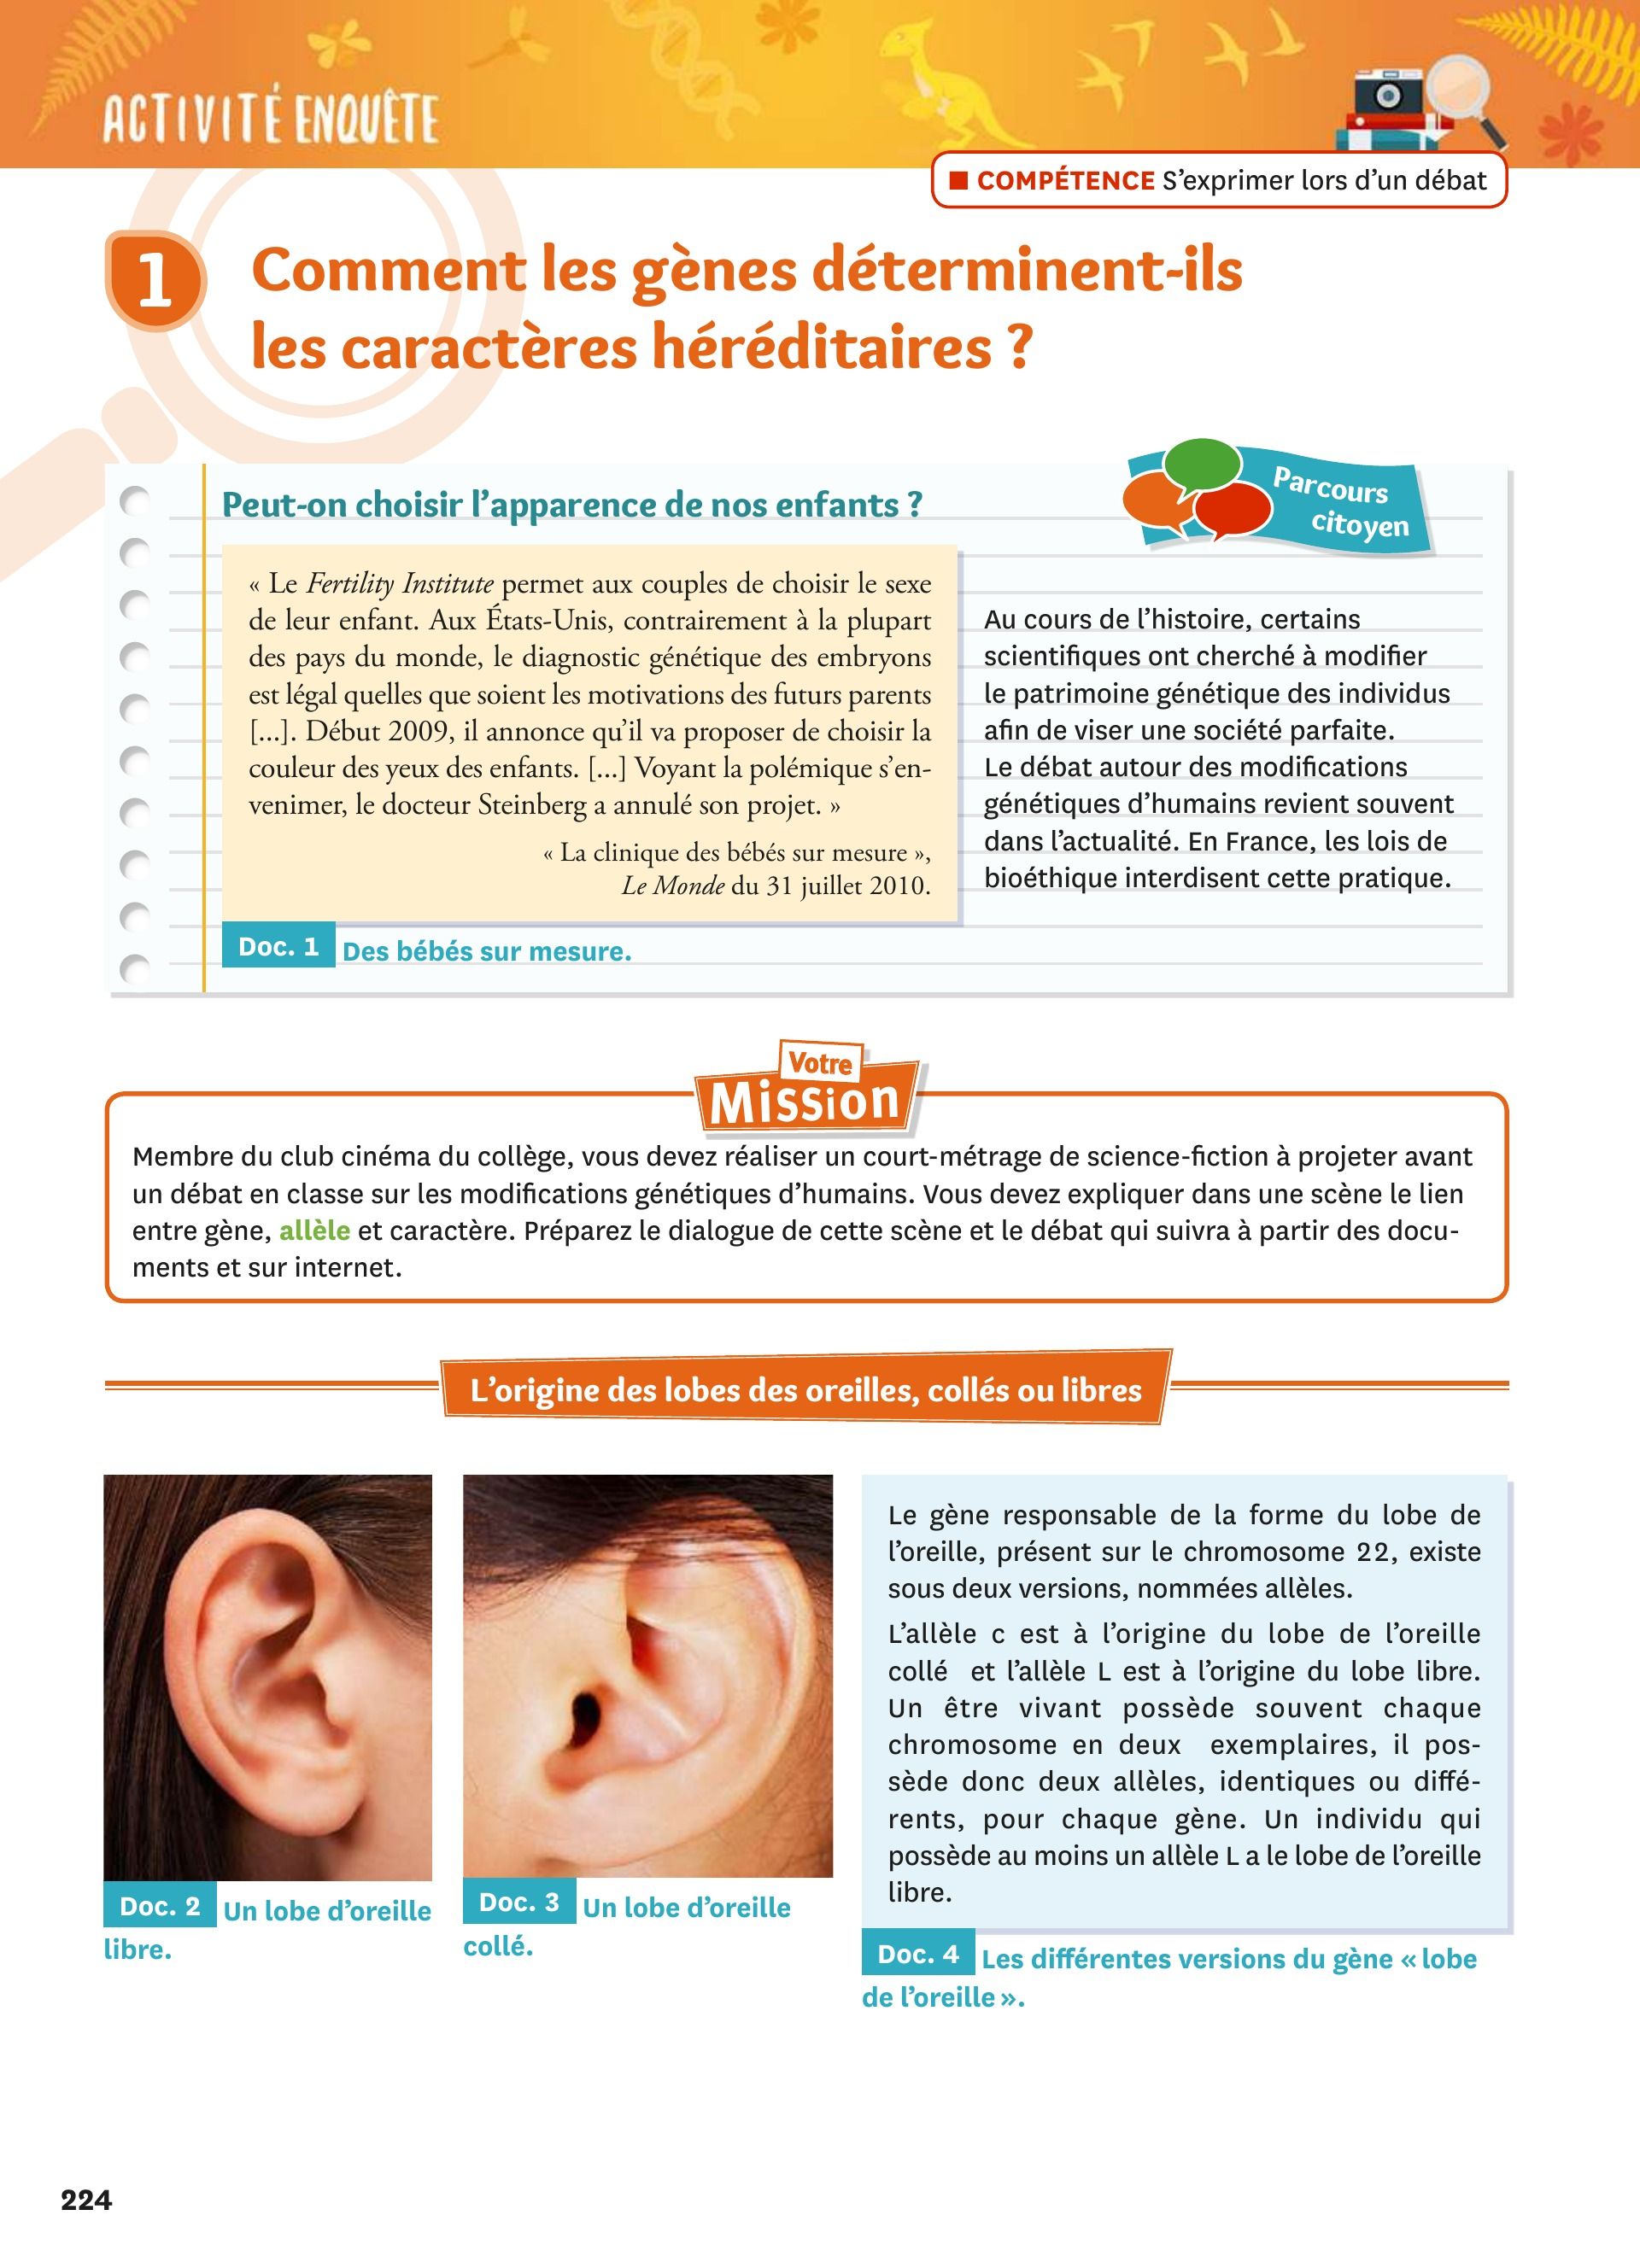 ACTIVITÉ ENQUÊTE
■ COMPÉTENCE S'exprimer lors d'un débat
1
Comment les gènes déterminent-ils
les caractères héréditaires ?
Peut-on choisir l'apparence de nos enfants ?
Parcours
citoyen
« Le Fertility Institute permet aux couples de choisir le sexe
de leur enfant. Aux États-Unis, contrairement à la plupart
des pays du monde, le diagnostic génétique des embryons
est légal quelles que soient les motivations des futurs parents
[...]. Début 2009, il annonce qu'il va proposer de choisir la
couleur des yeux des enfants. [...] Voyant la polémique s'en-
venimer, le docteur Steinberg a annulé son projet. »
« La clinique des bébés sur mesure »,
Le Monde du 31 juillet 2010.
Doc. 1 Des bébés sur mesure.
Au cours de l'histoire, certains
scientifiques ont cherché à modifier
le patrimoine génétique des individus
afin de viser une société parfaite.
Le débat autour des modifications
génétiques d'humains revient souvent
dans l'actualité. En France, les lois de
bioéthique interdisent cette pratique.
Votre
Mission
Membre du club cinéma du collège, vous devez réaliser un court-métrage de science-fiction à projeter avant
un débat en classe sur les modifications génétiques d'humains. Vous devez expliquer dans une scène le lien
entre gène, allèle et caractère. Préparez le dialogue de cette scène et le débat qui suivra à partir des docu-
ments et sur internet.
L'origine des lobes des oreilles, collés ou libres
Doc. 2 Un lobe d'oreille
libre.
Doc. 3 Un lobe d'oreille
collé.
Le gène responsable de la forme du lobe de
l'oreille, présent sur le chromosome 22, existe
sous deux versions, nommées allèles.
L'allèle c est à l'origine du lobe de l'oreille
collé et l'allèle L est à l'origine du lobe libre.
Un être vivant possède souvent chaque
chromosome en deux exemplaires, il pos-
sède donc deux allèles, identiques ou diffé-
rents, pour chaque gène. Un individu qui
possède au moins un allèle L a le lobe de l'oreille
libre.
Doc. 4 Les différentes versions du gène « lobe
de l'oreille ».
224